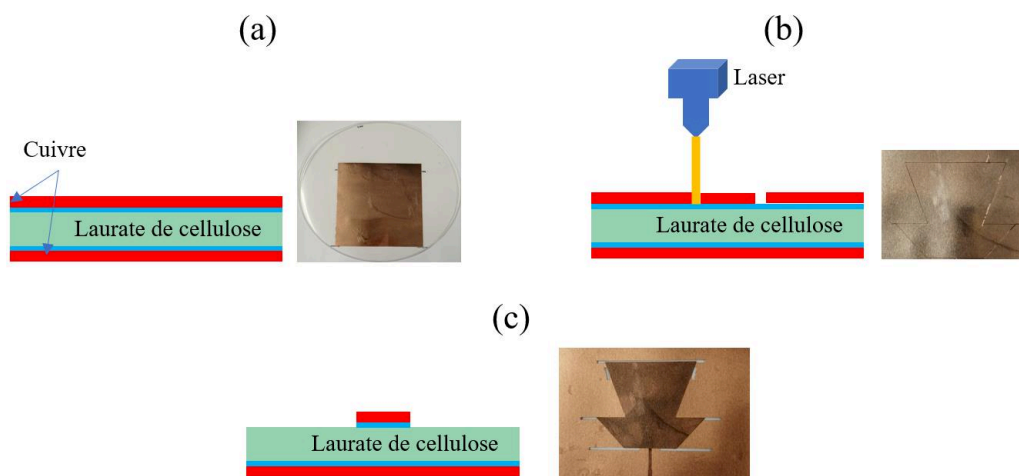 (a)
(b)
Laser
Cuivre
Laurate de cellulose
Laurate de cellulose
(c)
Laurate de cellulose